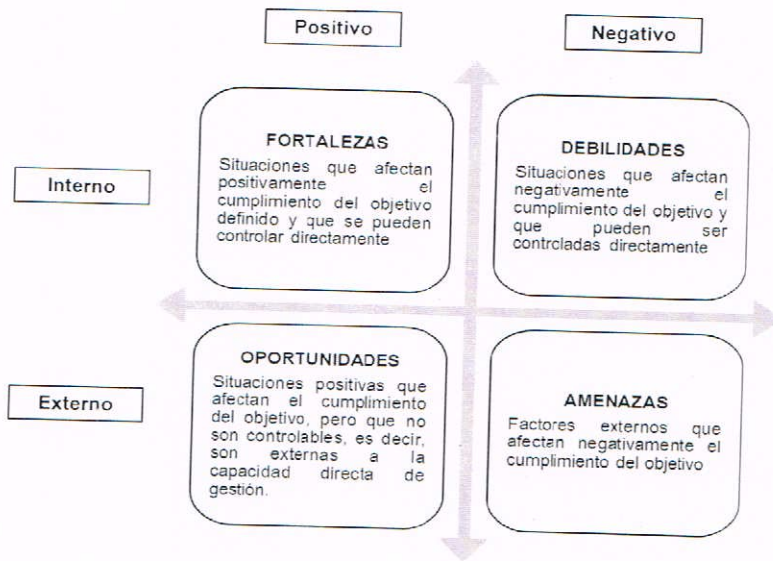 Positivo
Negativo
Interno
FORTALEZAS
Situaciones que afectan
positivamente el
cumplimiento del objetivo
definido y que se pueden
controlar directamente
DEBILIDADES
Situaciones que afectan
negativamente el
cumplimiento del objetivo y
que pueden ser
controladas directamente
Externo
OPORTUNIDADES
Situaciones positivas que
afectan el cumplimiento
del objetivo, pero que no
son controlables, es decir,
son externas a la
capacidad directa de
gestión.
AMENAZAS
Factores externos que
afectan negativamente el
cumplimiento del objetivo